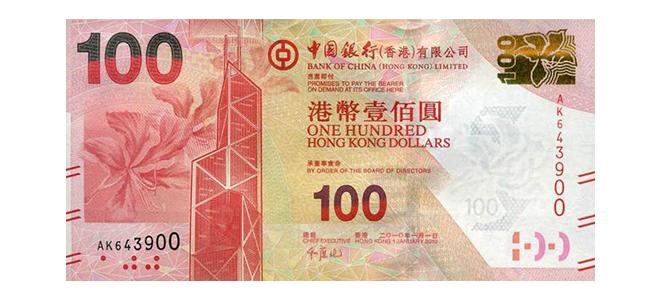 100
中國銀行(香港)有限公司
BANK OF CHINA (HONG KONG) LIMITED
應票即付
PROMISES TO PAY THE BEARER
ON DEMAND AT ITS OFFICE HERE
100
港幣壹佰圓
ONE HUNDRED
HONG KONG DOLLARS
AK643900
承董事會命
BY ORDER OF THE BOARD OF DIRECTORS
100
100
AK643900
總裁 香港 二〇一〇年一月一日
CHIEF EXECUTIVE HONG KONG 1 JANUARY 2010